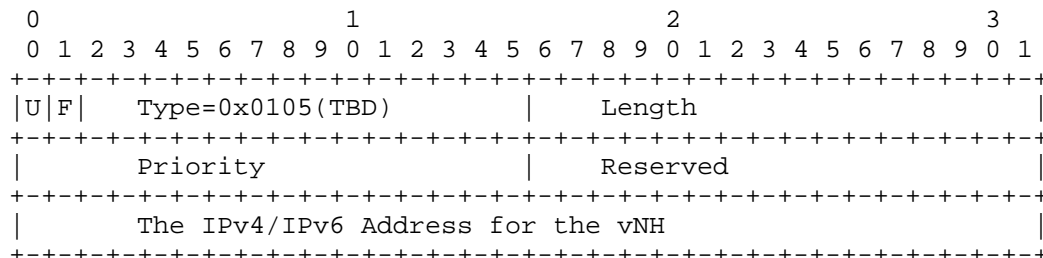 0                   1                   2                   3
 0 1 2 3 4 5 6 7 8 9 0 1 2 3 4 5 6 7 8 9 0 1 2 3 4 5 6 7 8 9 0 1
+-+-+-+-+-+-+-+-+-+-+-+-+-+-+-+-+-+-+-+-+-+-+-+-+-+-+-+-+-+-+-+-+
|U|F|   Type=0x0105(TBD)        |    Length                     |
+-+-+-+-+-+-+-+-+-+-+-+-+-+-+-+-+-+-+-+-+-+-+-+-+-+-+-+-+-+-+-+-+
|       Priority                |    Reserved                   |
+-+-+-+-+-+-+-+-+-+-+-+-+-+-+-+-+-+-+-+-+-+-+-+-+-+-+-+-+-+-+-+-+
|       The IPv4/IPv6 Address for the vNH                       |
+-+-+-+-+-+-+-+-+-+-+-+-+-+-+-+-+-+-+-+-+-+-+-+-+-+-+-+-+-+-+-+-+